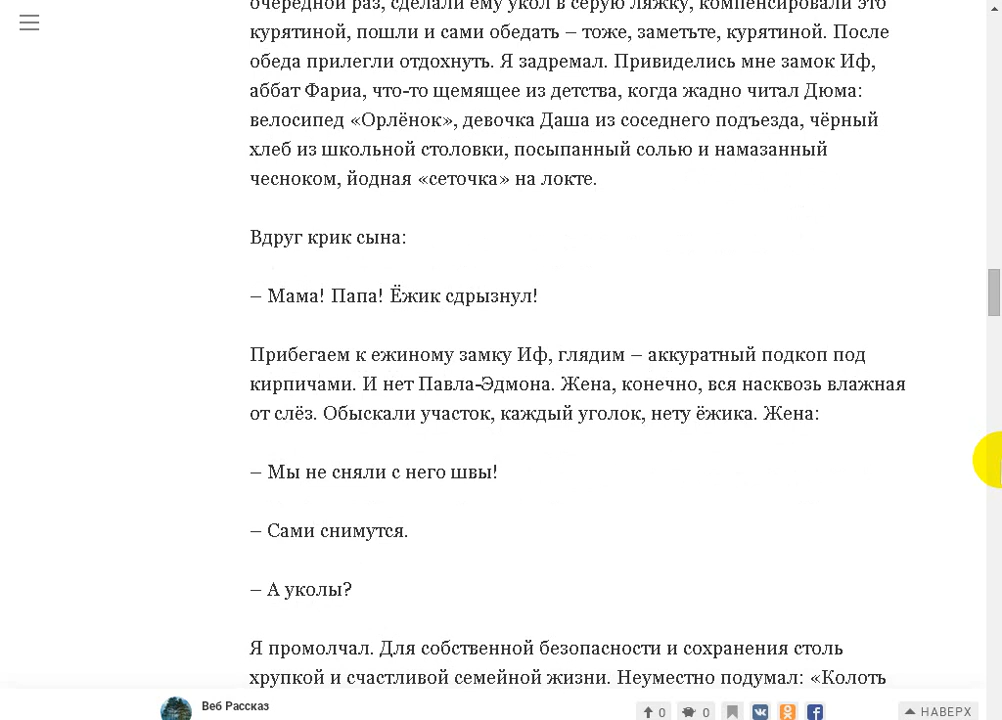 очередной раз, сделали ему укол в серую ляжку, компенсировали это
курятиной, пошли и сами обедать – тоже, заметьте, курятиной. После
обеда прилегли отдохнуть. Я задремал. Привиделись мне замок Иф,
аббат Фариа, что-то щемящее из детства, когда жадно читал Дюма:
велосипед «Орлёнок», девочка Даша из соседнего подъезда, чёрный
хлеб из школьной столовки, посыпанный солью и намазанный
чесноком, йодная «сеточка» на локте.
Вдруг крик сына:
– Мама! Папа! Ёжик сдрызнул!
Прибегаем к ежиному замку Иф, глядим – аккуратный подкоп под
кирпичами. И нет Павла-Эдмона. Жена, конечно, вся насквозь влажная
от слёз. Обыскали участок, каждый уголок, нету ёжика. Жена:
– Мы не сняли с него швы!
– Сами снимутся.
– А уколы?
Я промолчал. Для собственной безопасности и сохранения столь
хрупкой и счастливой семейной жизни. Неуместно подумал: «Колоть
Веб Рассказ
0
0
НАВЕРХ